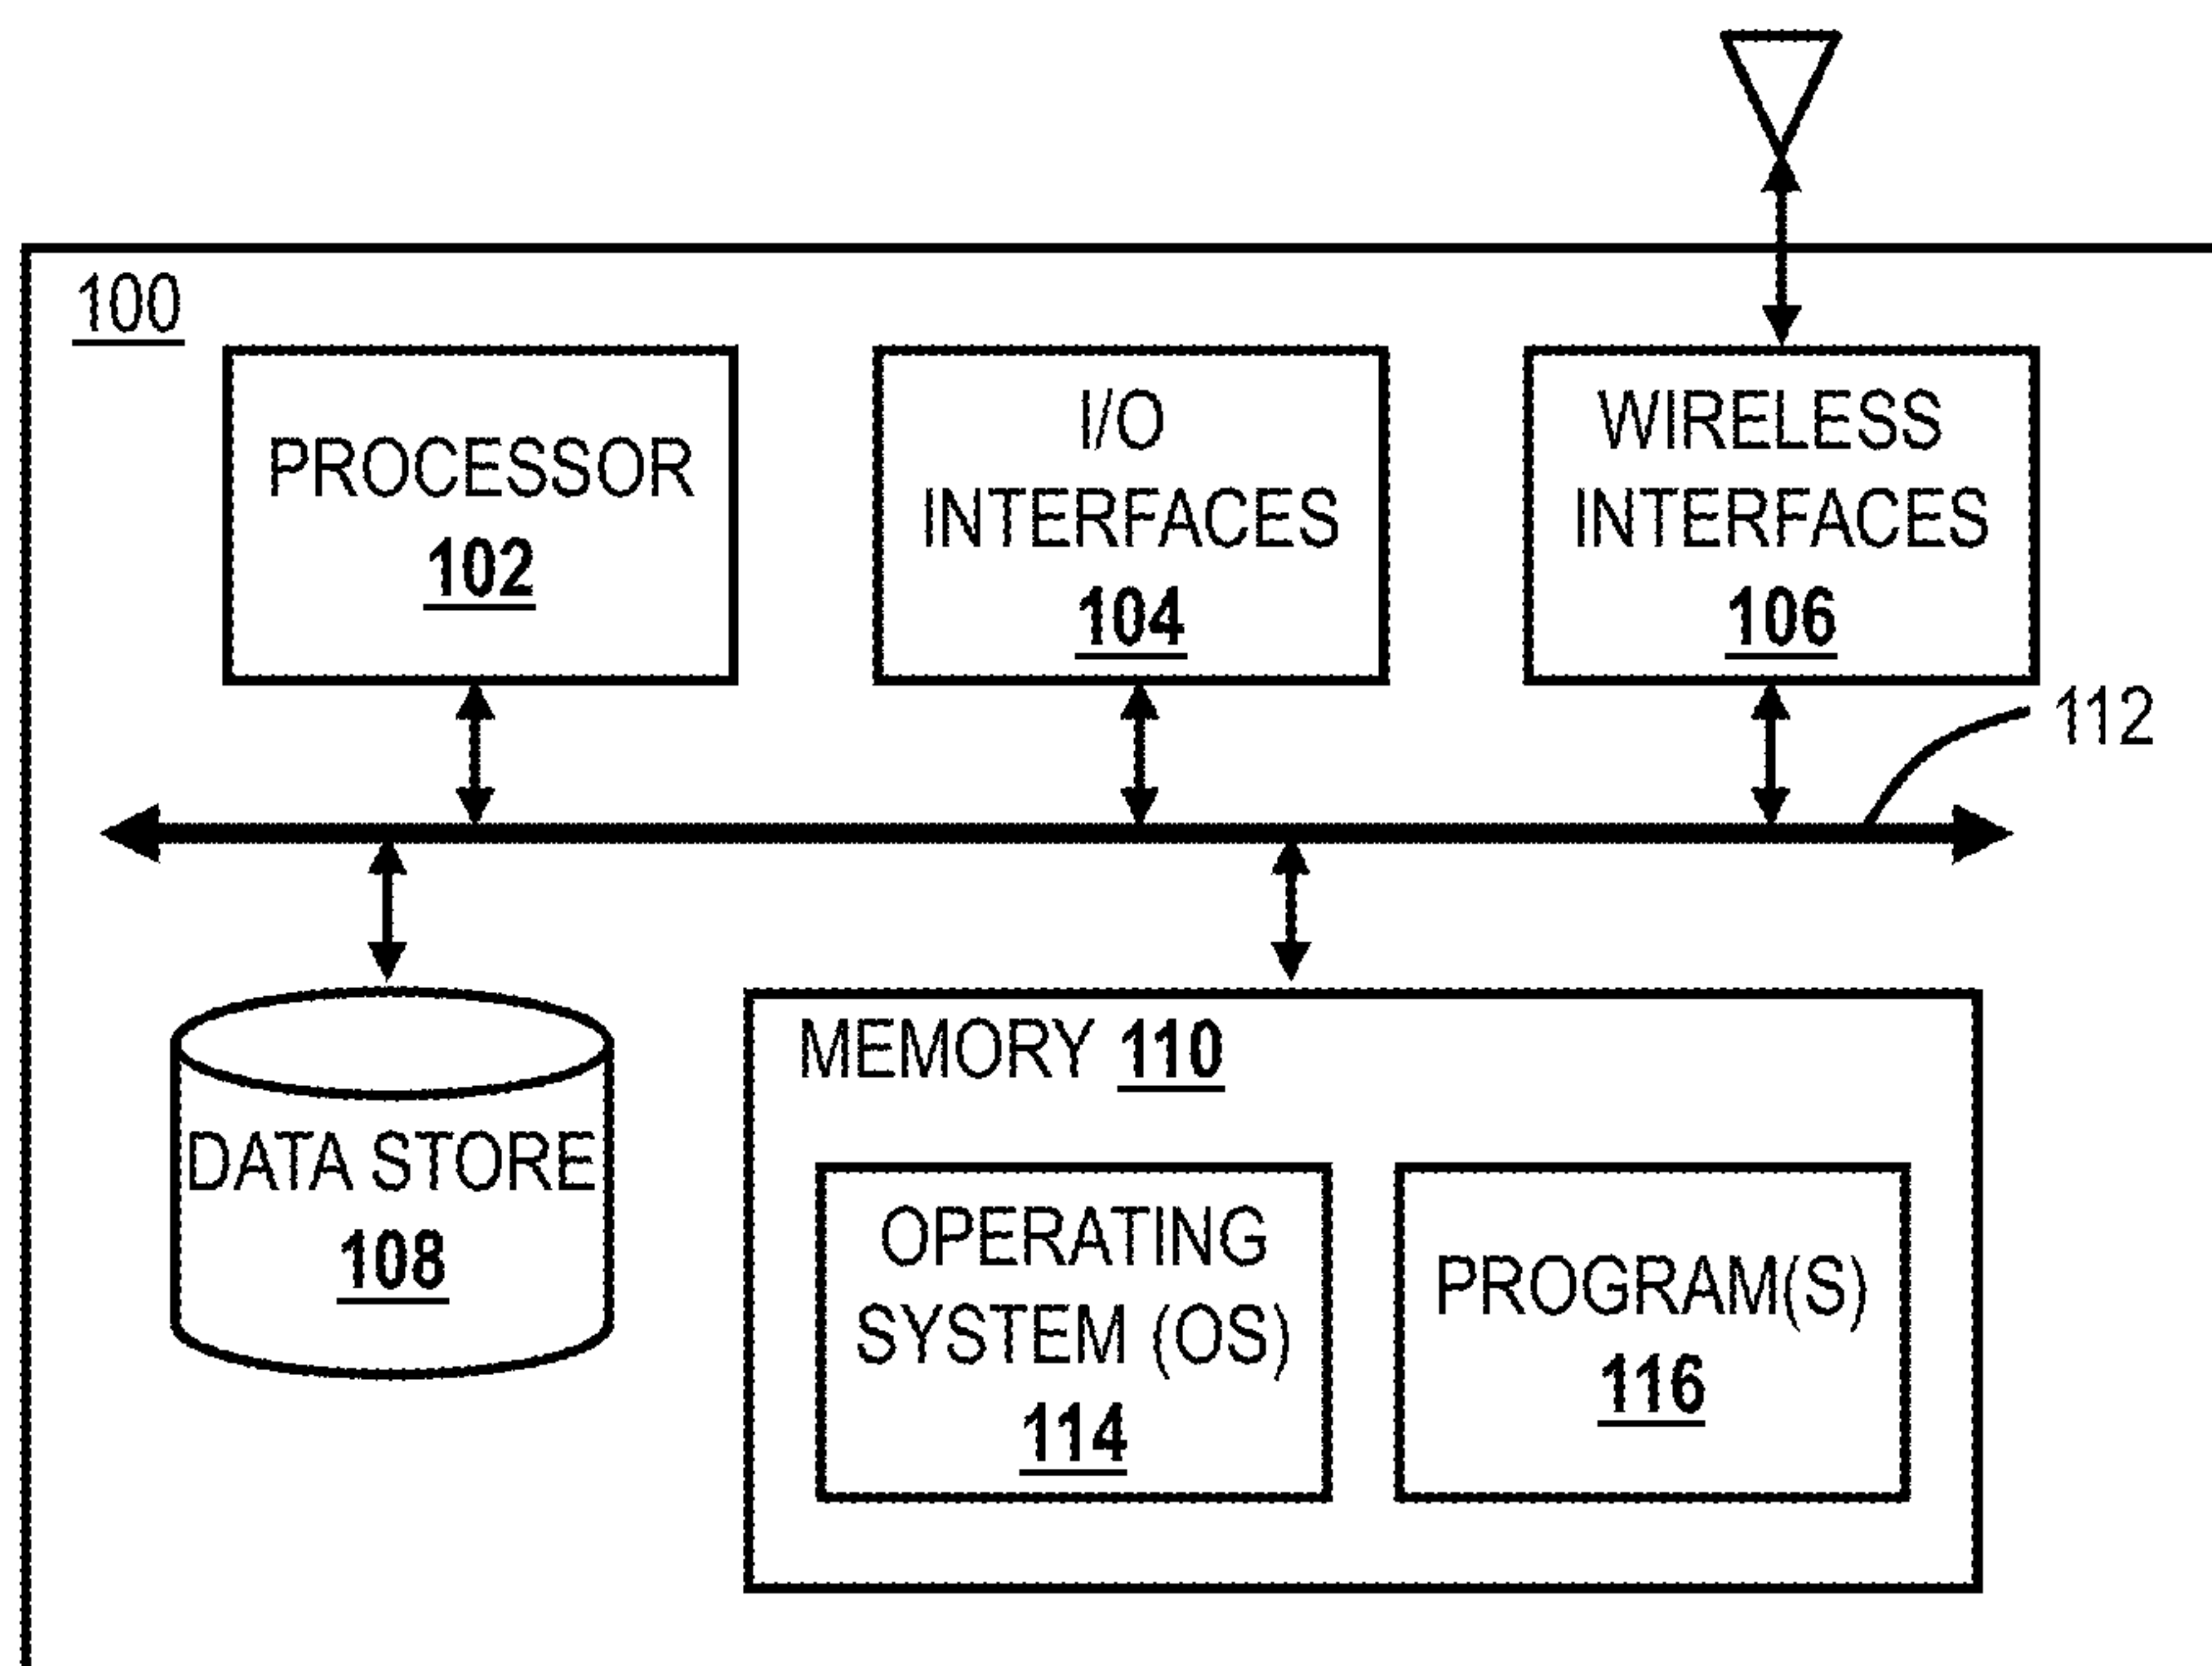 100
PROCESSOR
102
I/O
INTERFACES
104
WIRELESS
INTERFACES
106
112
DATA STORE
108
MEMORY 110
OPERATING
SYSTEM (OS)
114
PROGRAM(S)
116